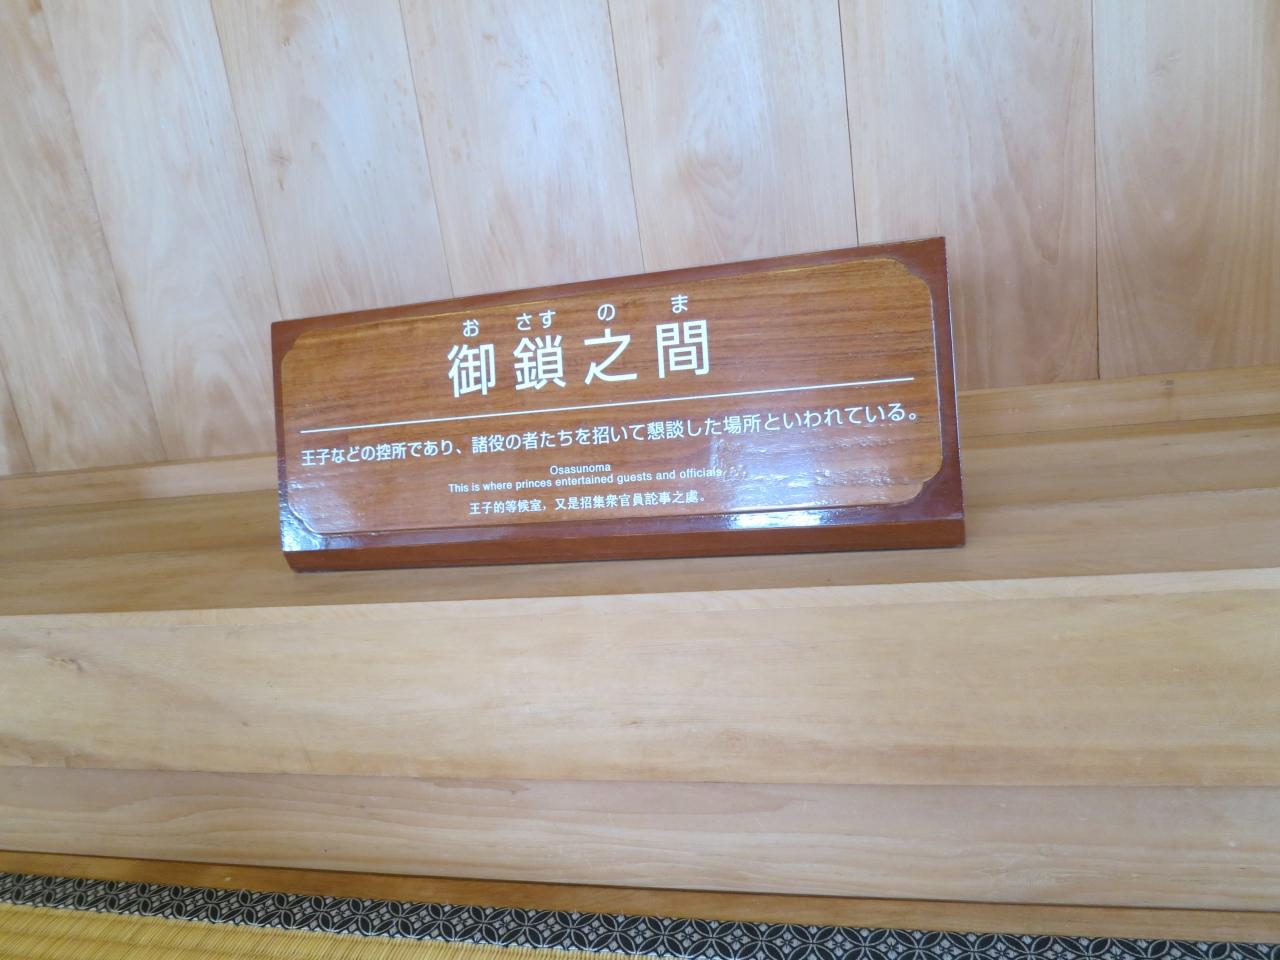 お さす の ま
御鎖之間
王子などの控所であり、諸役の者たちを招いて懇談した場所といわれている。
Osasunoma
This is where princes entertained guests and officials.
王子的等候室，又是招集衆官員訟事之處。